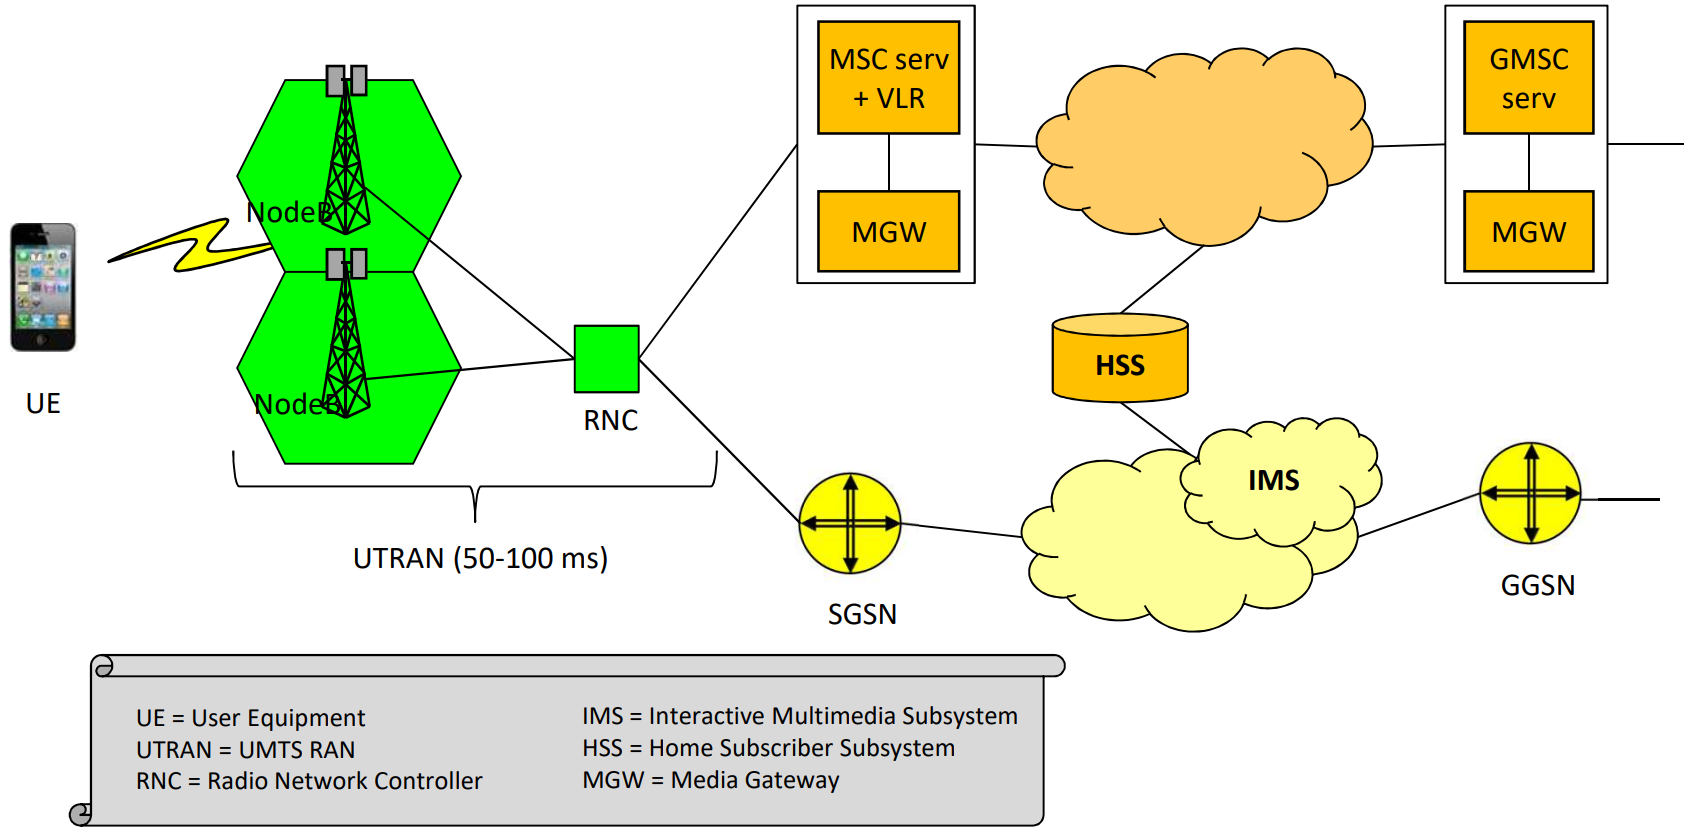 MSC serv
+ VLR
MGW
GMSC
serv
MGW
NodeB
NodeB
UE
RNC
HSS
IMS
UTRAN (50-100 ms)
SGSN
GGSN
UE = User Equipment
UTRAN = UMTS RAN
RNC = Radio Network Controller
IMS = Interactive Multimedia Subsystem
HSS = Home Subscriber Subsystem
MGW = Media Gateway